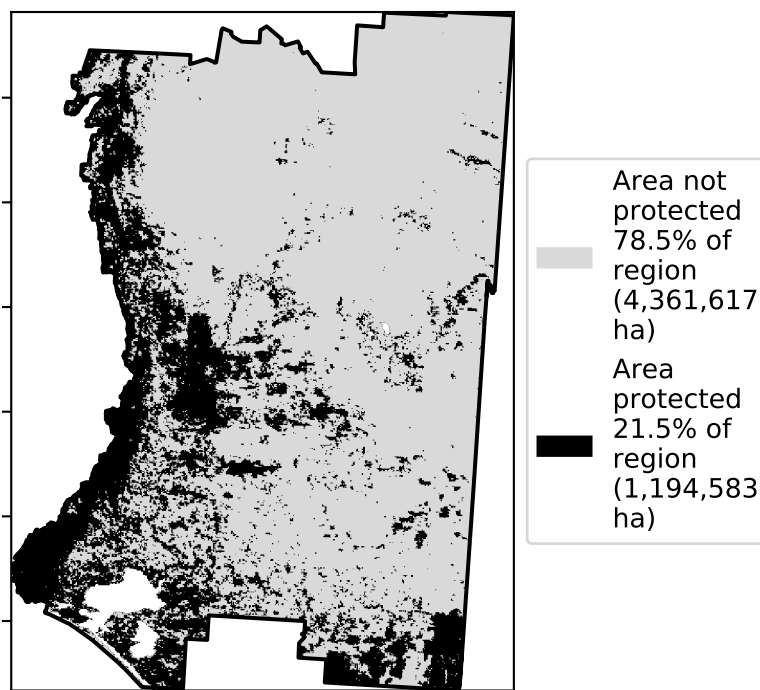 Area not
protected
78.5% of
region
(4,361,617
ha)
Area
protected
21.5% of
region
(1,194,583
ha)